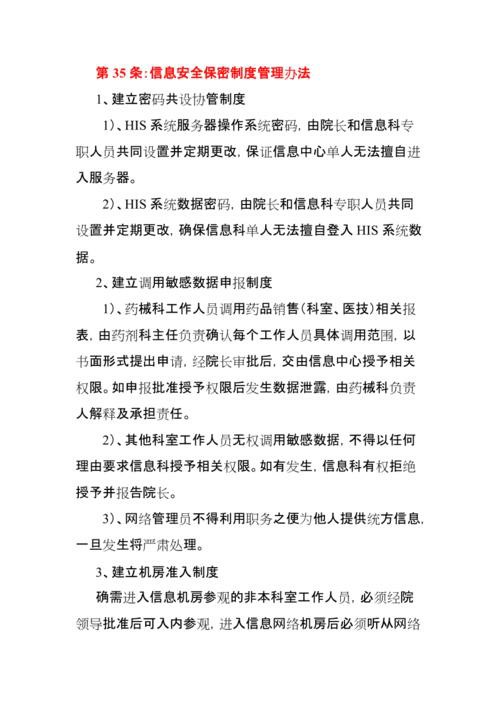 第35条：信息安全保密制度管理办法
1、建立密码共设协管制度
1）、HIS 系统服务器操作系统密码，由院长和信息科专
职人员共同设置并定期更改，保证信息中心单人无法擅自进
入服务器。
2）、HIS 系统数据密码，由院长和信息科专职人员共同
设置并定期更改，确保信息科单人无法擅自登入 HIS 系统数
据。
2、建立调用敏感数据申报制度
1）、药械科工作人员调用药品销售（科室、医技）相关报
表，由药剂科主任负责确认每个工作人员具体调用范围，以
书面形式提出申请，经院长审批后，交由信息中心授予相关
权限。如申报批准授予权限后发生数据泄露，由药械科负责
人解释及承担责任。
2）、其他科室工作人员无权调用敏感数据，不得以任何
理由要求信息科授予相关权限。如有发生，信息科有权拒绝
授予并报告院长。
3）、网络管理员不得利用职务之便为他人提供统方信息，
一旦发生将严肃处理。
3、建立机房准入制度
确需进入信息机房参观的非本科室工作人员，必须经院
领导批准后可入内参观，进入信息网络机房后必须听从网络